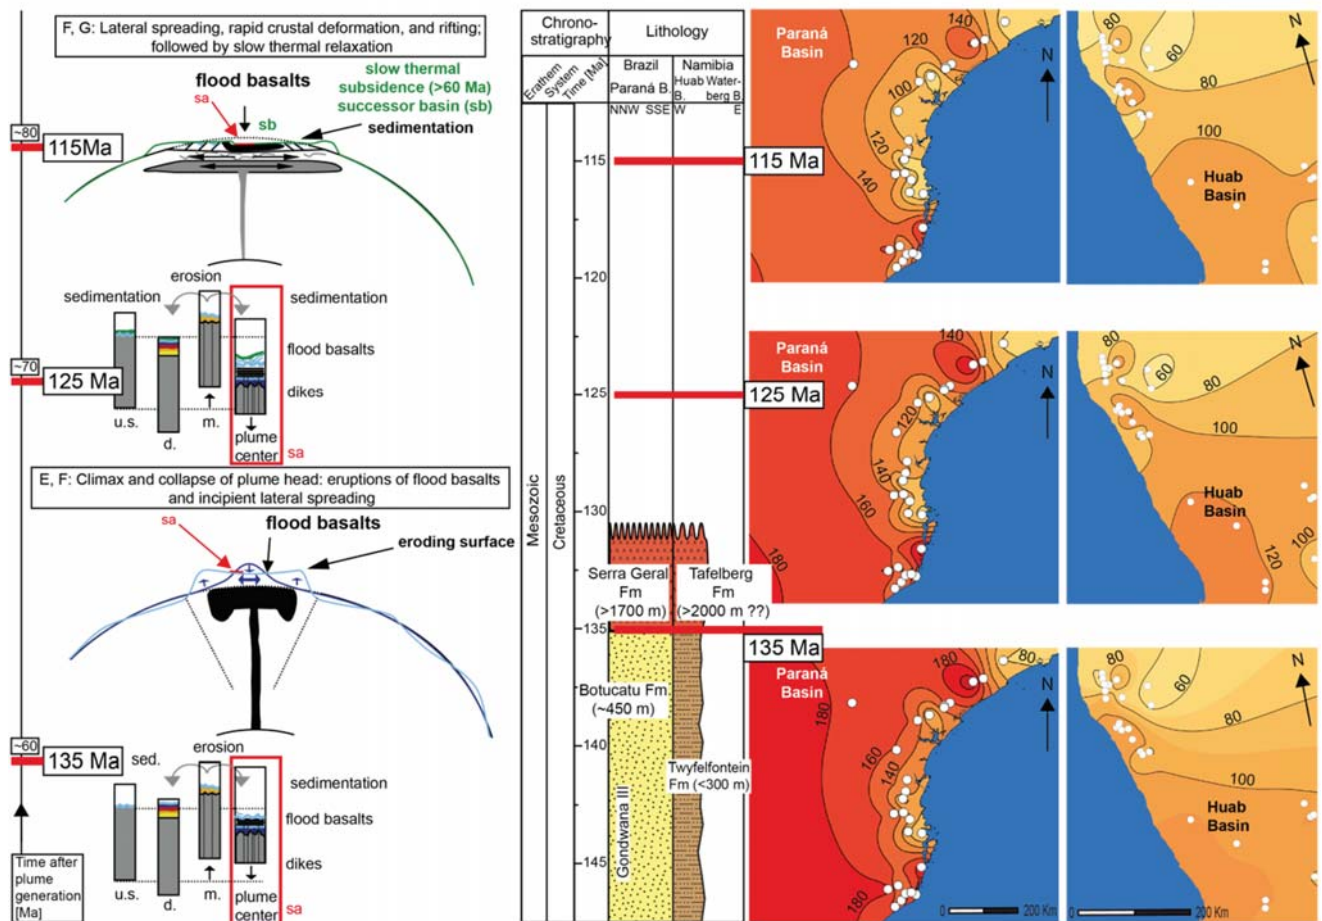 F, G: Lateral spreading, rapid crustal deformation, and rifting;
followed by slow thermal relaxation
flood basalts
sa
slow thermal
subsidence (>60 Ma)
successor basin (sb)
sb
sedimentation
~80
115Ma
erosion
sedimentation
sedimentation
flood basalts
dikes
~70
125 Ma
u.s.
d.
m.
plume
center
sa
E, F: Climax and collapse of plume head: eruptions of flood basalts
and incipient lateral spreading
sa
flood basalts
eroding surface
~60
135 Ma
sed.
erosion
sedimentation
flood basalts
dikes
u.s.
d.
m.
plume
center
sa
Time after
plume
generation
[Ma]
Chrono-
stratigraphy
Lithology
Erathem
System
Time [Ma]
Brazil
Paraná B.
Namibia
Huab Water-
B. berg B.
NNW SSE W E
115
120
125
130
135
140
145
Mesozoic
Cretaceous
Serra Geral
Fm
(>1700 m)
Tafelberg
Fm
(>2000 m ??)
Botucatu Fm.
(~450 m)
Twyfelfontein
Fm (<300 m)
Gondwana III
115 Ma
125 Ma
135 Ma
Paraná
Basin
140
120
100
120
140
N
80
60
80
100
N
Huab
Basin
Paraná
Basin
140
120
140
160
180
N
80
60
80
100
120
100
N
Huab
Basin
Paraná
Basin
180
80
180
160
140
N
0 200 Km
80
60
80
100
N
Huab
Basin
0 200 Km